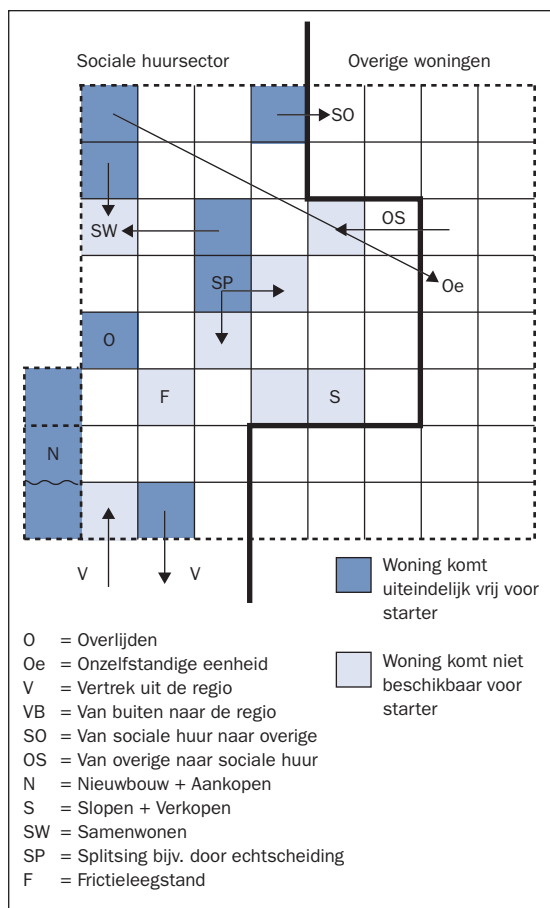 Sociale huursector
Overige woningen
SO
SW
OS
SP
Oe
O
F
S
N
V
V
Woning komt
uiteindelijk vrij voor
starter
Woning komt niet
beschikbaar voor
starter
O = Overlijden
Oe = Onzelfstandige eenheid
V = Vertrek uit de regio
VB = Van buiten naar de regio
SO = Van sociale huur naar overige
OS = Van overige naar sociale huur
N = Nieuwbouw + Aankopen
S = Slopen + Verkopen
SW = Samenwonen
SP = Splitsing bijv. door echtscheiding
F = Frictieleegstand